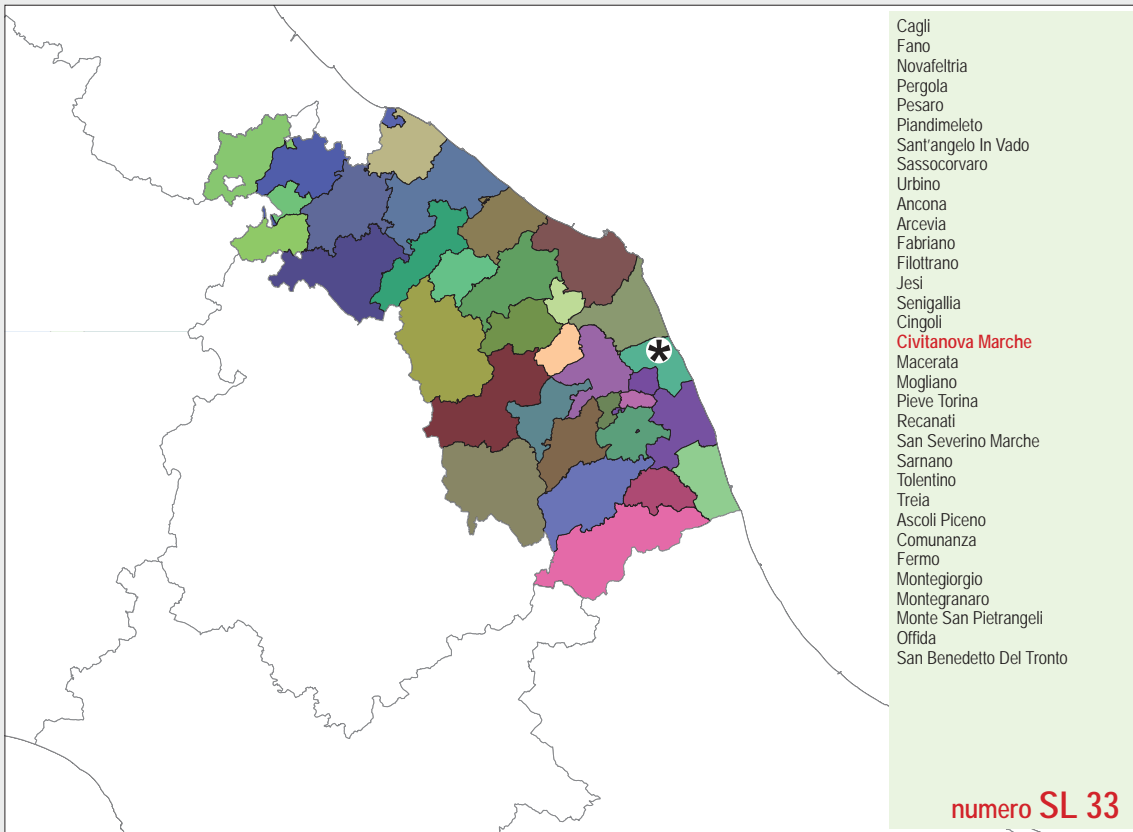 Cagli
Fano
Novafeltria
Pergola
Pesaro
Piandimeleto
Sant'angelo In Vado
Sassocorvaro
Urbino
Ancona
Arcevia
Fabriano
Filottrano
Jesi
Senigallia
Cingoli
Civitanova Marche
Macerata
Mogliano
Pieve Torina
Recanati
San Severino Marche
Sarnano
Tolentino
Treia
Ascoli Piceno
Comunanza
Fermo
Montegiorgio
Montegranaro
Monte San Pietrangeli
Offida
San Benedetto Del Tronto
numero SL 33